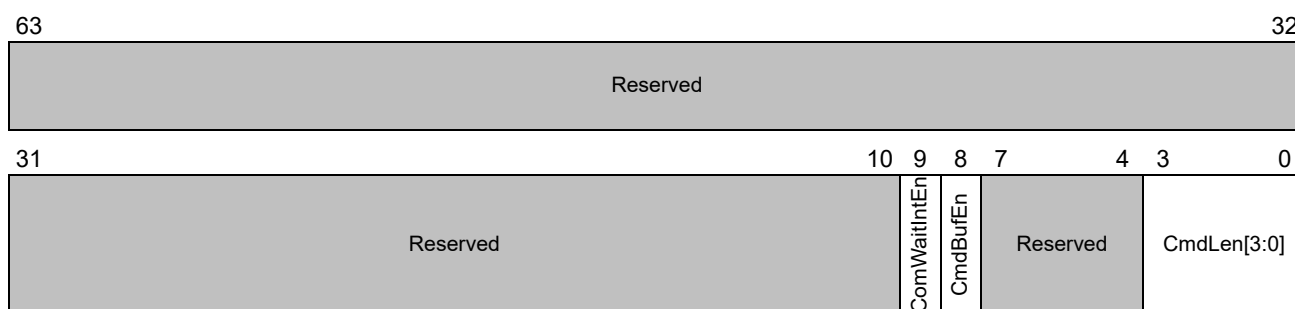 63 32
Reserved
31 10 9 8 7 4 3 0
Reserved ComWaitIntEn CmdBufEn Reserved CmdLen[3:0]